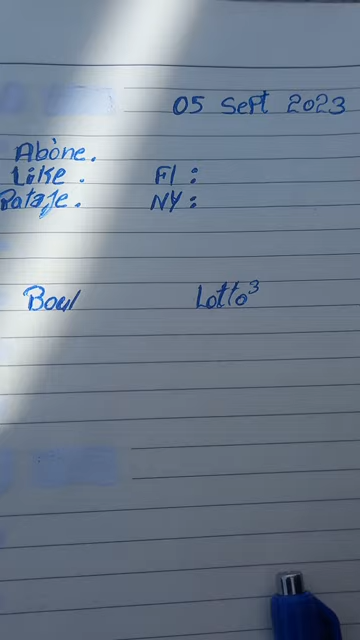 05 Sept 2023
Abòne.
Like. Fl :
Pataje. NY :
Boul Lotto³